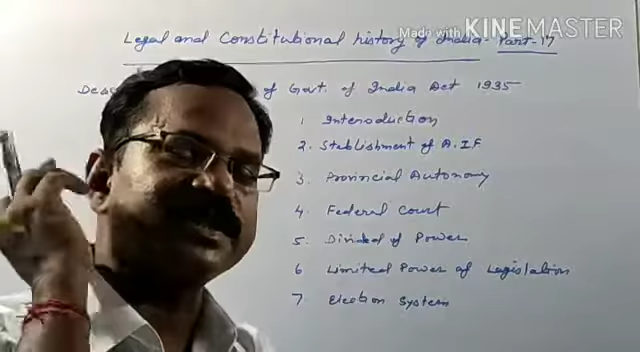 Made with KINEMASTER
Legal and Constitutional history of India - Part-17
of Govt. of India Act 1935
1 Interoduction
2. Stablishment of A.I.F
3. Provincial Autonomy
4. Federal Court
5. Divided of Power
6 Limited Power of Legislation
7. Election System